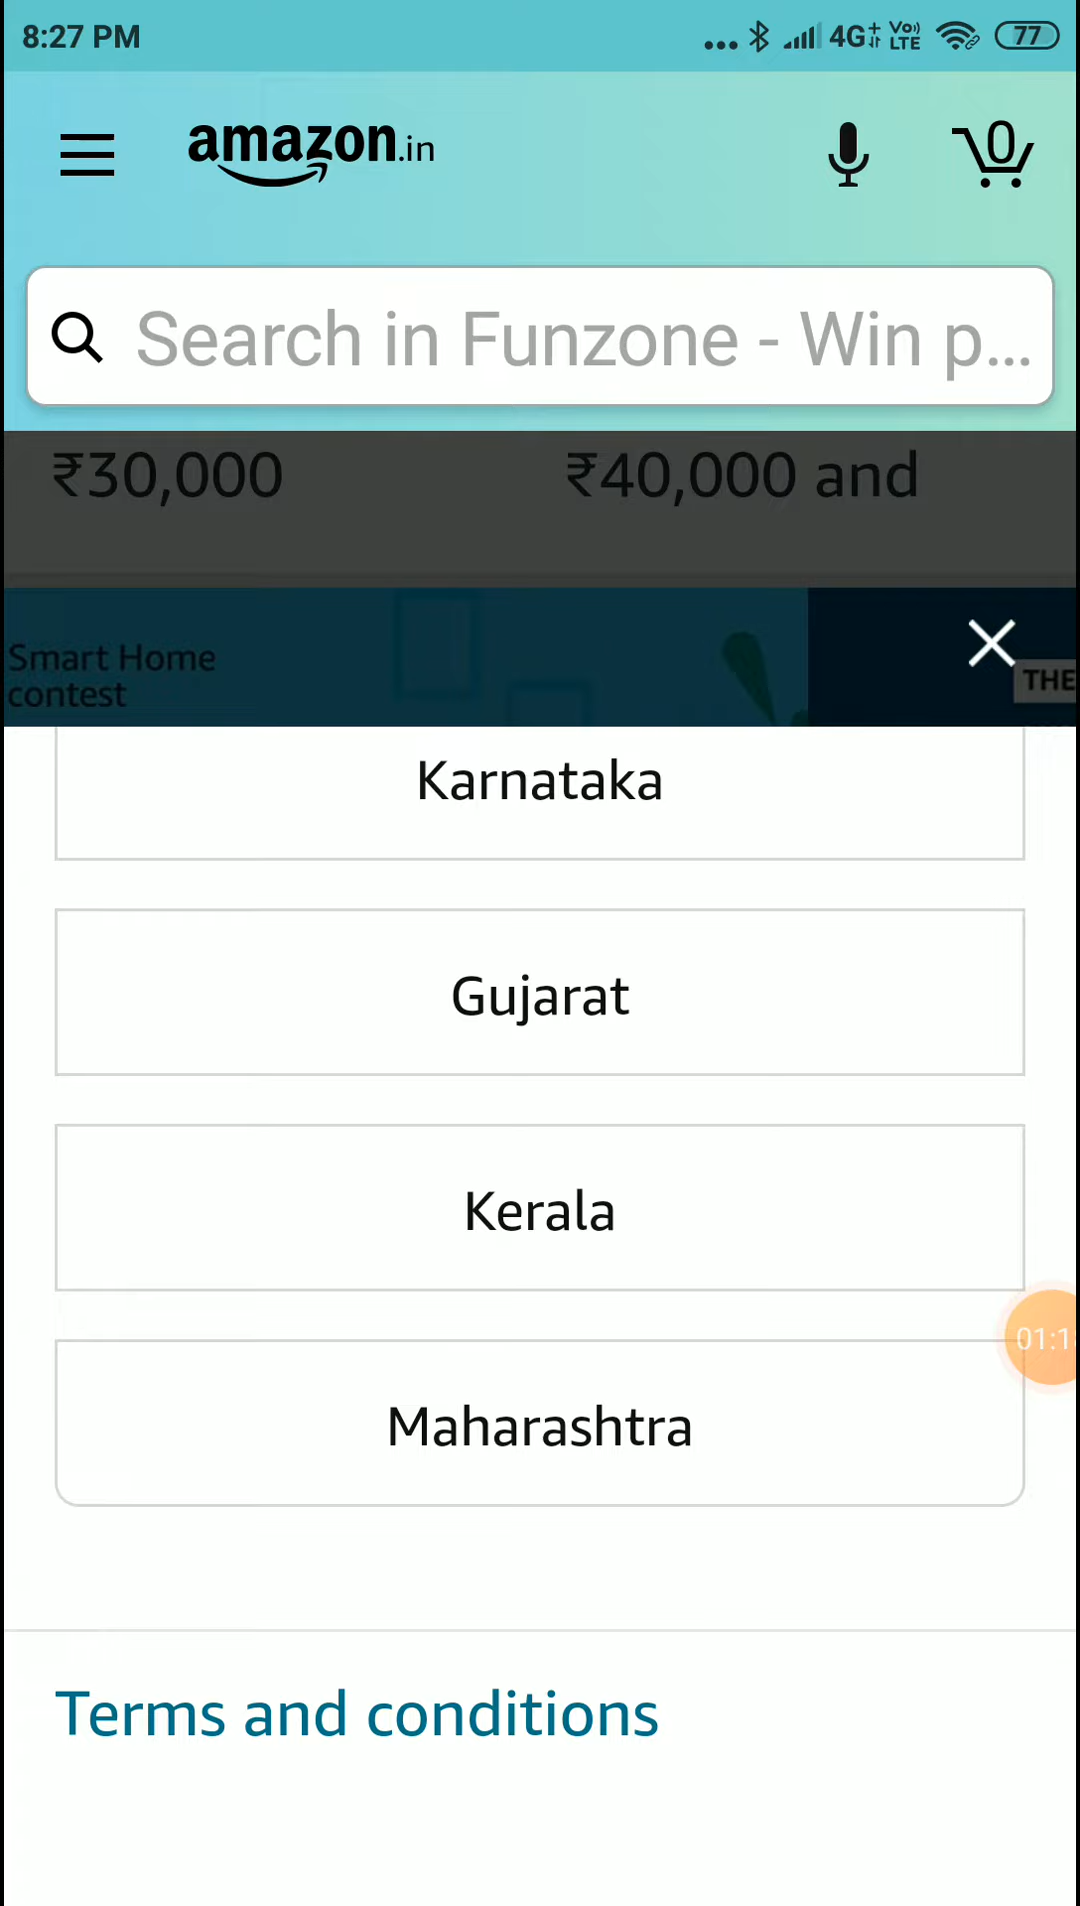 8:27 PM
4G+ VoLTE 77
amazon.in
0
Search in Funzone - Win p...
₹30,000 ₹40,000 and
Smart Home
contest
THE
Karnataka
Gujarat
Kerala
Maharashtra
01:1
Terms and conditions